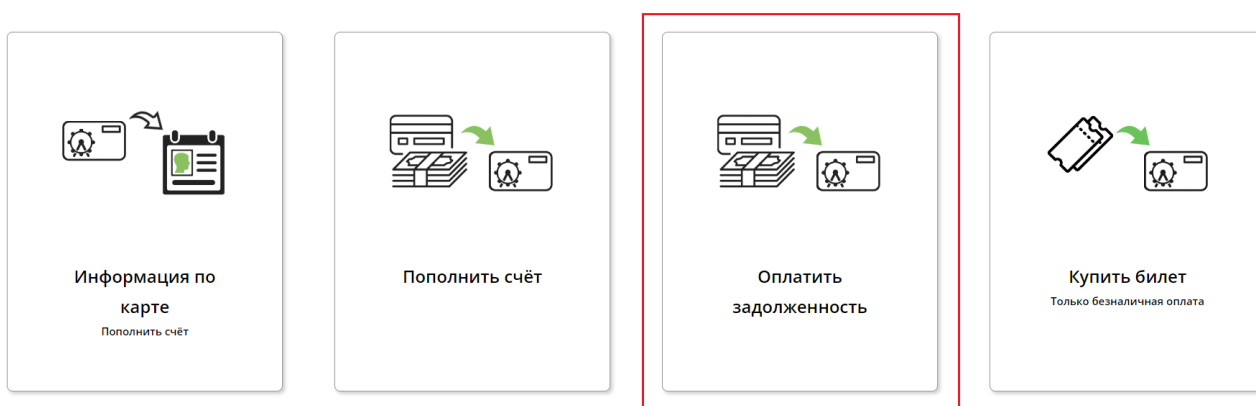 Информация по
карте
Пополнить счёт
Пополнить счёт
Оплатить
задолженность
Купить билет
Только безналичная оплата